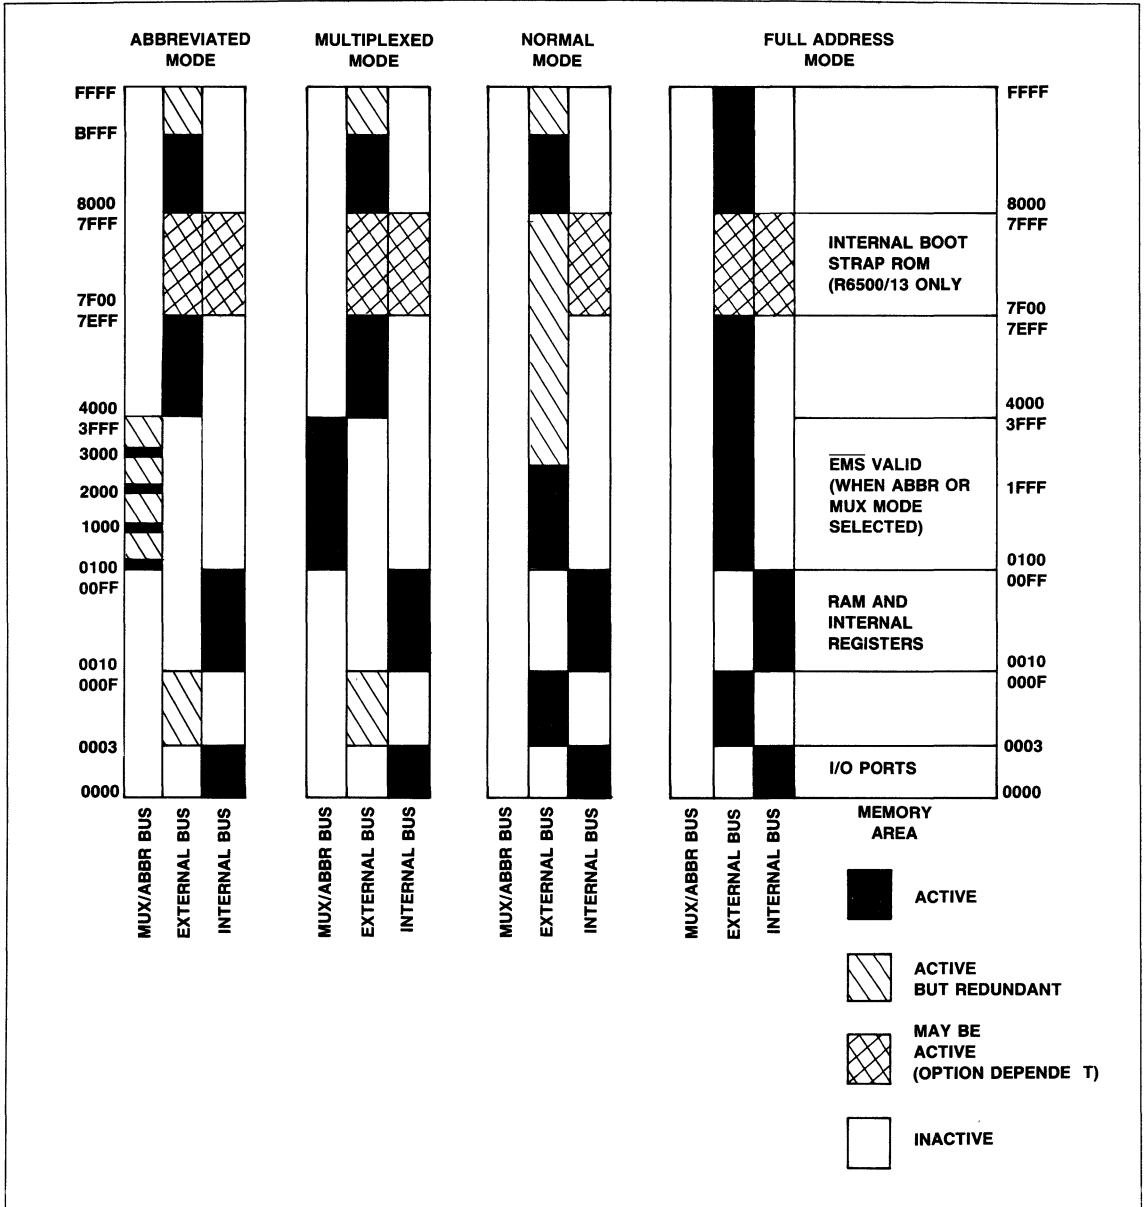 ABBREVIATED
MODE
MULTIPLEXED
MODE
NORMAL
MODE
FULL ADDRESS
MODE
FFFF
BFFF
8000
7FFF
7F00
7EFF
4000
3FFF
3000
2000
1000
0100
00FF
0010
000F
0003
0000
INTERNAL BOOT
STRAP ROM
(R6500/13 ONLY
EMS VALID
(WHEN ABBR OR
MUX MODE
SELECTED)
RAM AND
INTERNAL
REGISTERS
I/O PORTS
FFFF
8000
7FFF
7F00
7EFF
4000
3FFF
1FFF
0100
00FF
0010
000F
0003
0000
MUX/ABBR BUS
EXTERNAL BUS
INTERNAL BUS
MUX/ABBR BUS
EXTERNAL BUS
INTERNAL BUS
MUX/ABBR BUS
EXTERNAL BUS
INTERNAL BUS
MUX/ABBR BUS
EXTERNAL BUS
INTERNAL BUS
MEMORY
AREA
ACTIVE
ACTIVE
BUT REDUNDANT
MAY BE
ACTIVE
(OPTION DEPENDE T)
INACTIVE